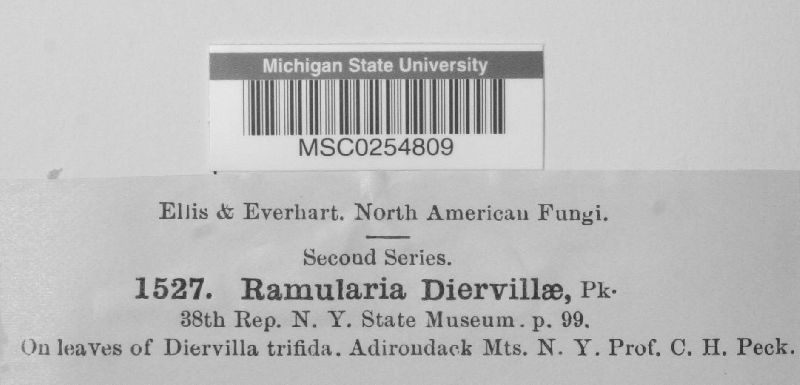 Michigan State University
MSC0254809
Ellis & Everhart. North American Fungi.
Second Series.
1527. Ramularia Diervillæ, Pk.
38th Rep. N. Y. State Museum. p. 99.
On leaves of Diervilla trifida. Adirondack Mts. N. Y. Prof. C. H. Peck.